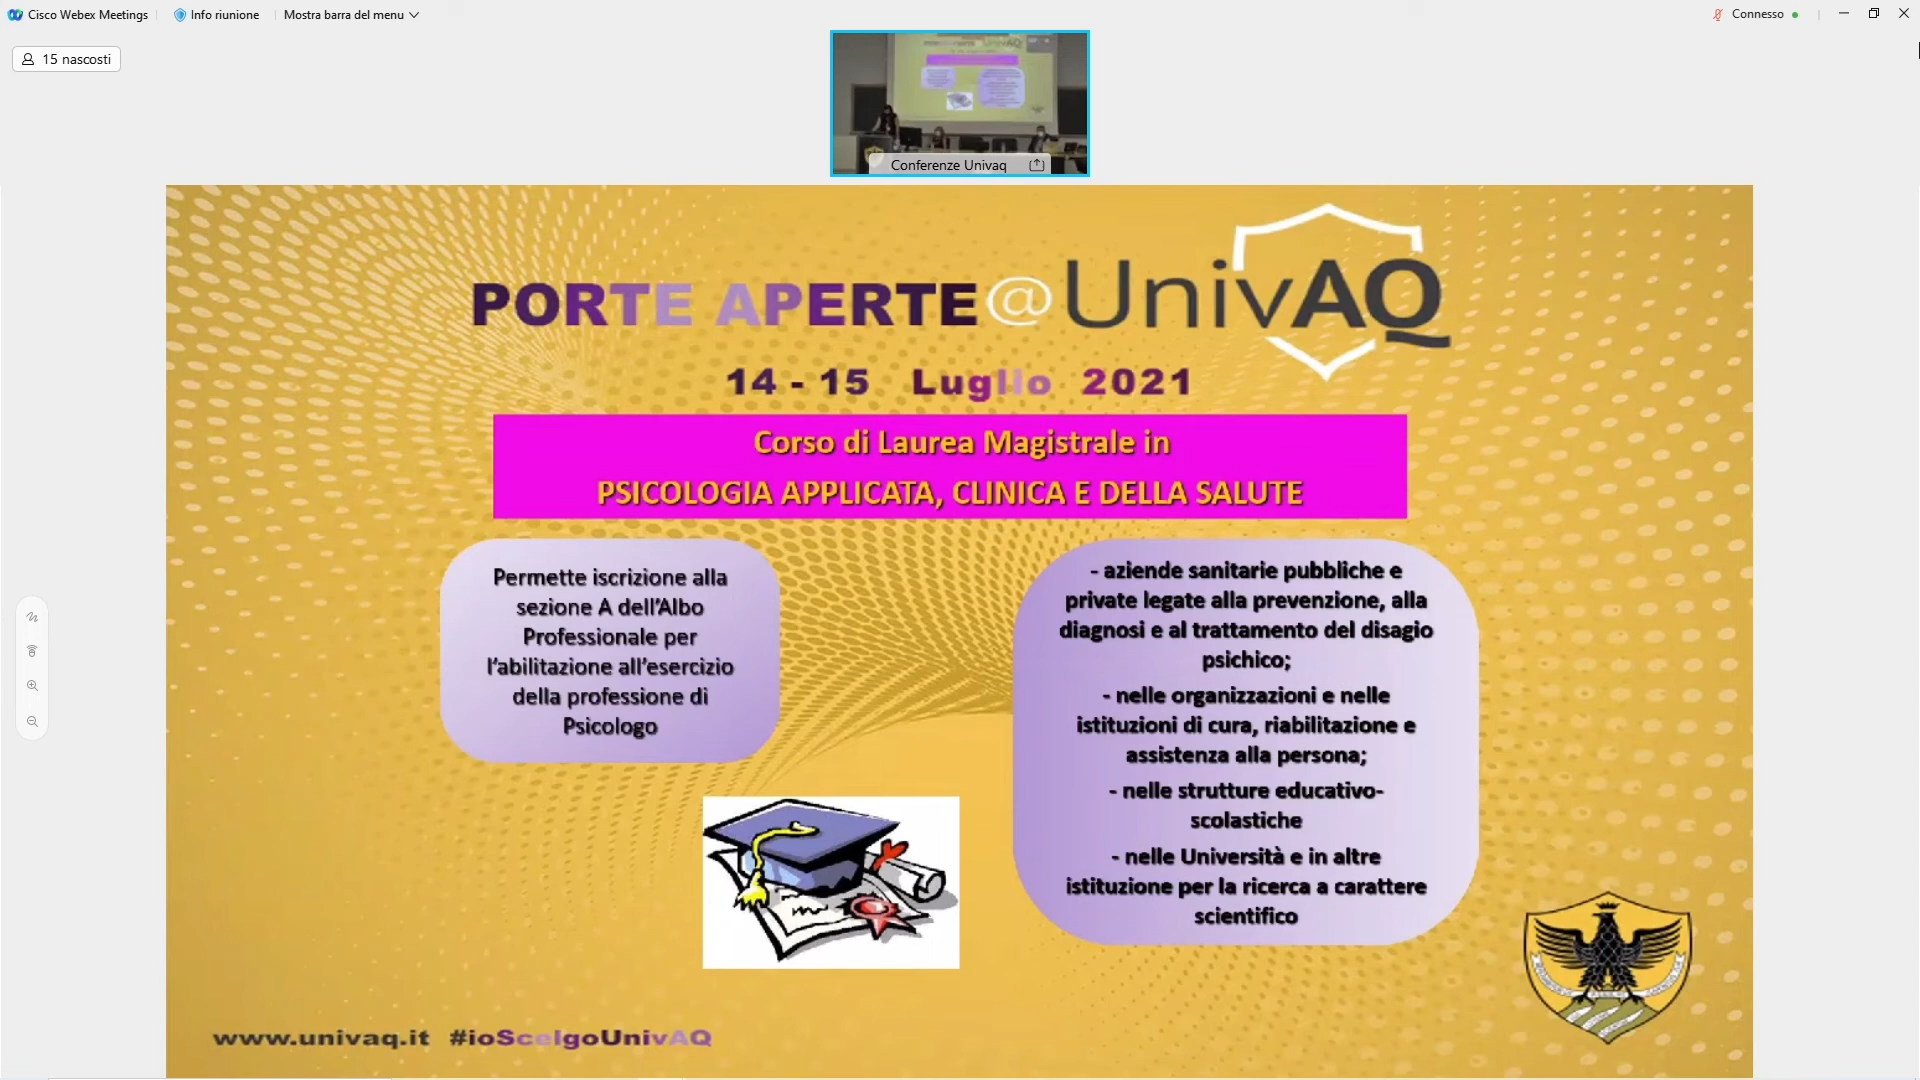 Cisco Webex Meetings
Info riunione
Mostra barra del menu
Connesso
15 nascosti
Conferenze Univaq
PORTE APERTE@UnivAQ
14 - 15 Luglio 2021
Corso di Laurea Magistrale in
PSICOLOGIA APPLICATA, CLINICA E DELLA SALUTE
Permette iscrizione alla
sezione A dell'Albo
Professionale per
l'abilitazione all'esercizio
della professione di
Psicologo
- aziende sanitarie pubbliche e
private legate alla prevenzione, alla
diagnosi e al trattamento del disagio
psichico;
- nelle organizzazioni e nelle
istituzioni di cura, riabilitazione e
assistenza alla persona;
- nelle strutture educativo-
scolastiche
- nelle Università e in altre
istituzione per la ricerca a carattere
scientifico
www.univaq.it #ioScelgoUnivAQ